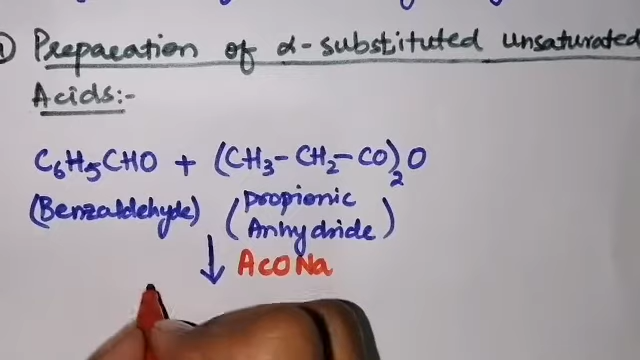 Preparation of α-substituted unsaturated
Acids:-
C6H5CHO + (CH3-CH2-CO)2O
(Benzaldehyde) (propionic
Anhydride)
↓ AcONa